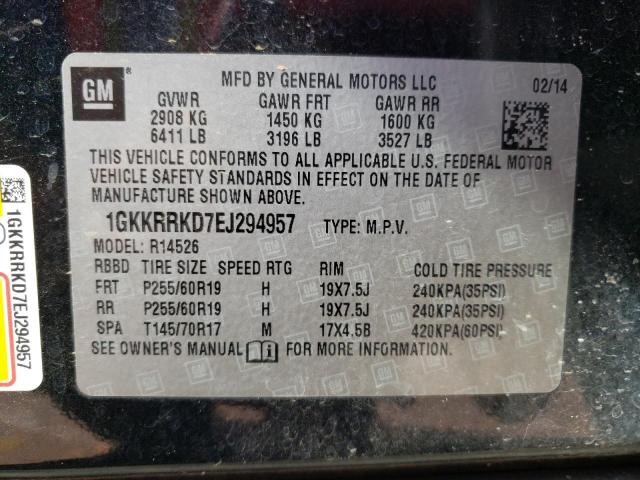 GM
MFD BY GENERAL MOTORS LLC 02/14
GVWR GAWR FRT GAWR RR
2908 KG 1450 KG 1600 KG
6411 LB 3196 LB 3527 LB
THIS VEHICLE CONFORMS TO ALL APPLICABLE U.S. FEDERAL MOTOR
VEHICLE SAFETY STANDARDS IN EFFECT ON THE DATE OF
MANUFACTURE SHOWN ABOVE.
1GKKRRKD7EJ294957 TYPE: M.P.V.
MODEL: R14526
RBBD TIRE SIZE SPEED RTG RIM COLD TIRE PRESSURE
FRT P255/60R19 H 19X7.5J 240KPA(35PSI)
RR P255/60R19 H 19X7.5J 240KPA(35PSI)
SPA T145/70R17 M 17X4.5B 420KPA(60PSI)
SEE OWNER'S MANUAL FOR MORE INFORMATION.
1GKKRRKD7EJ294957